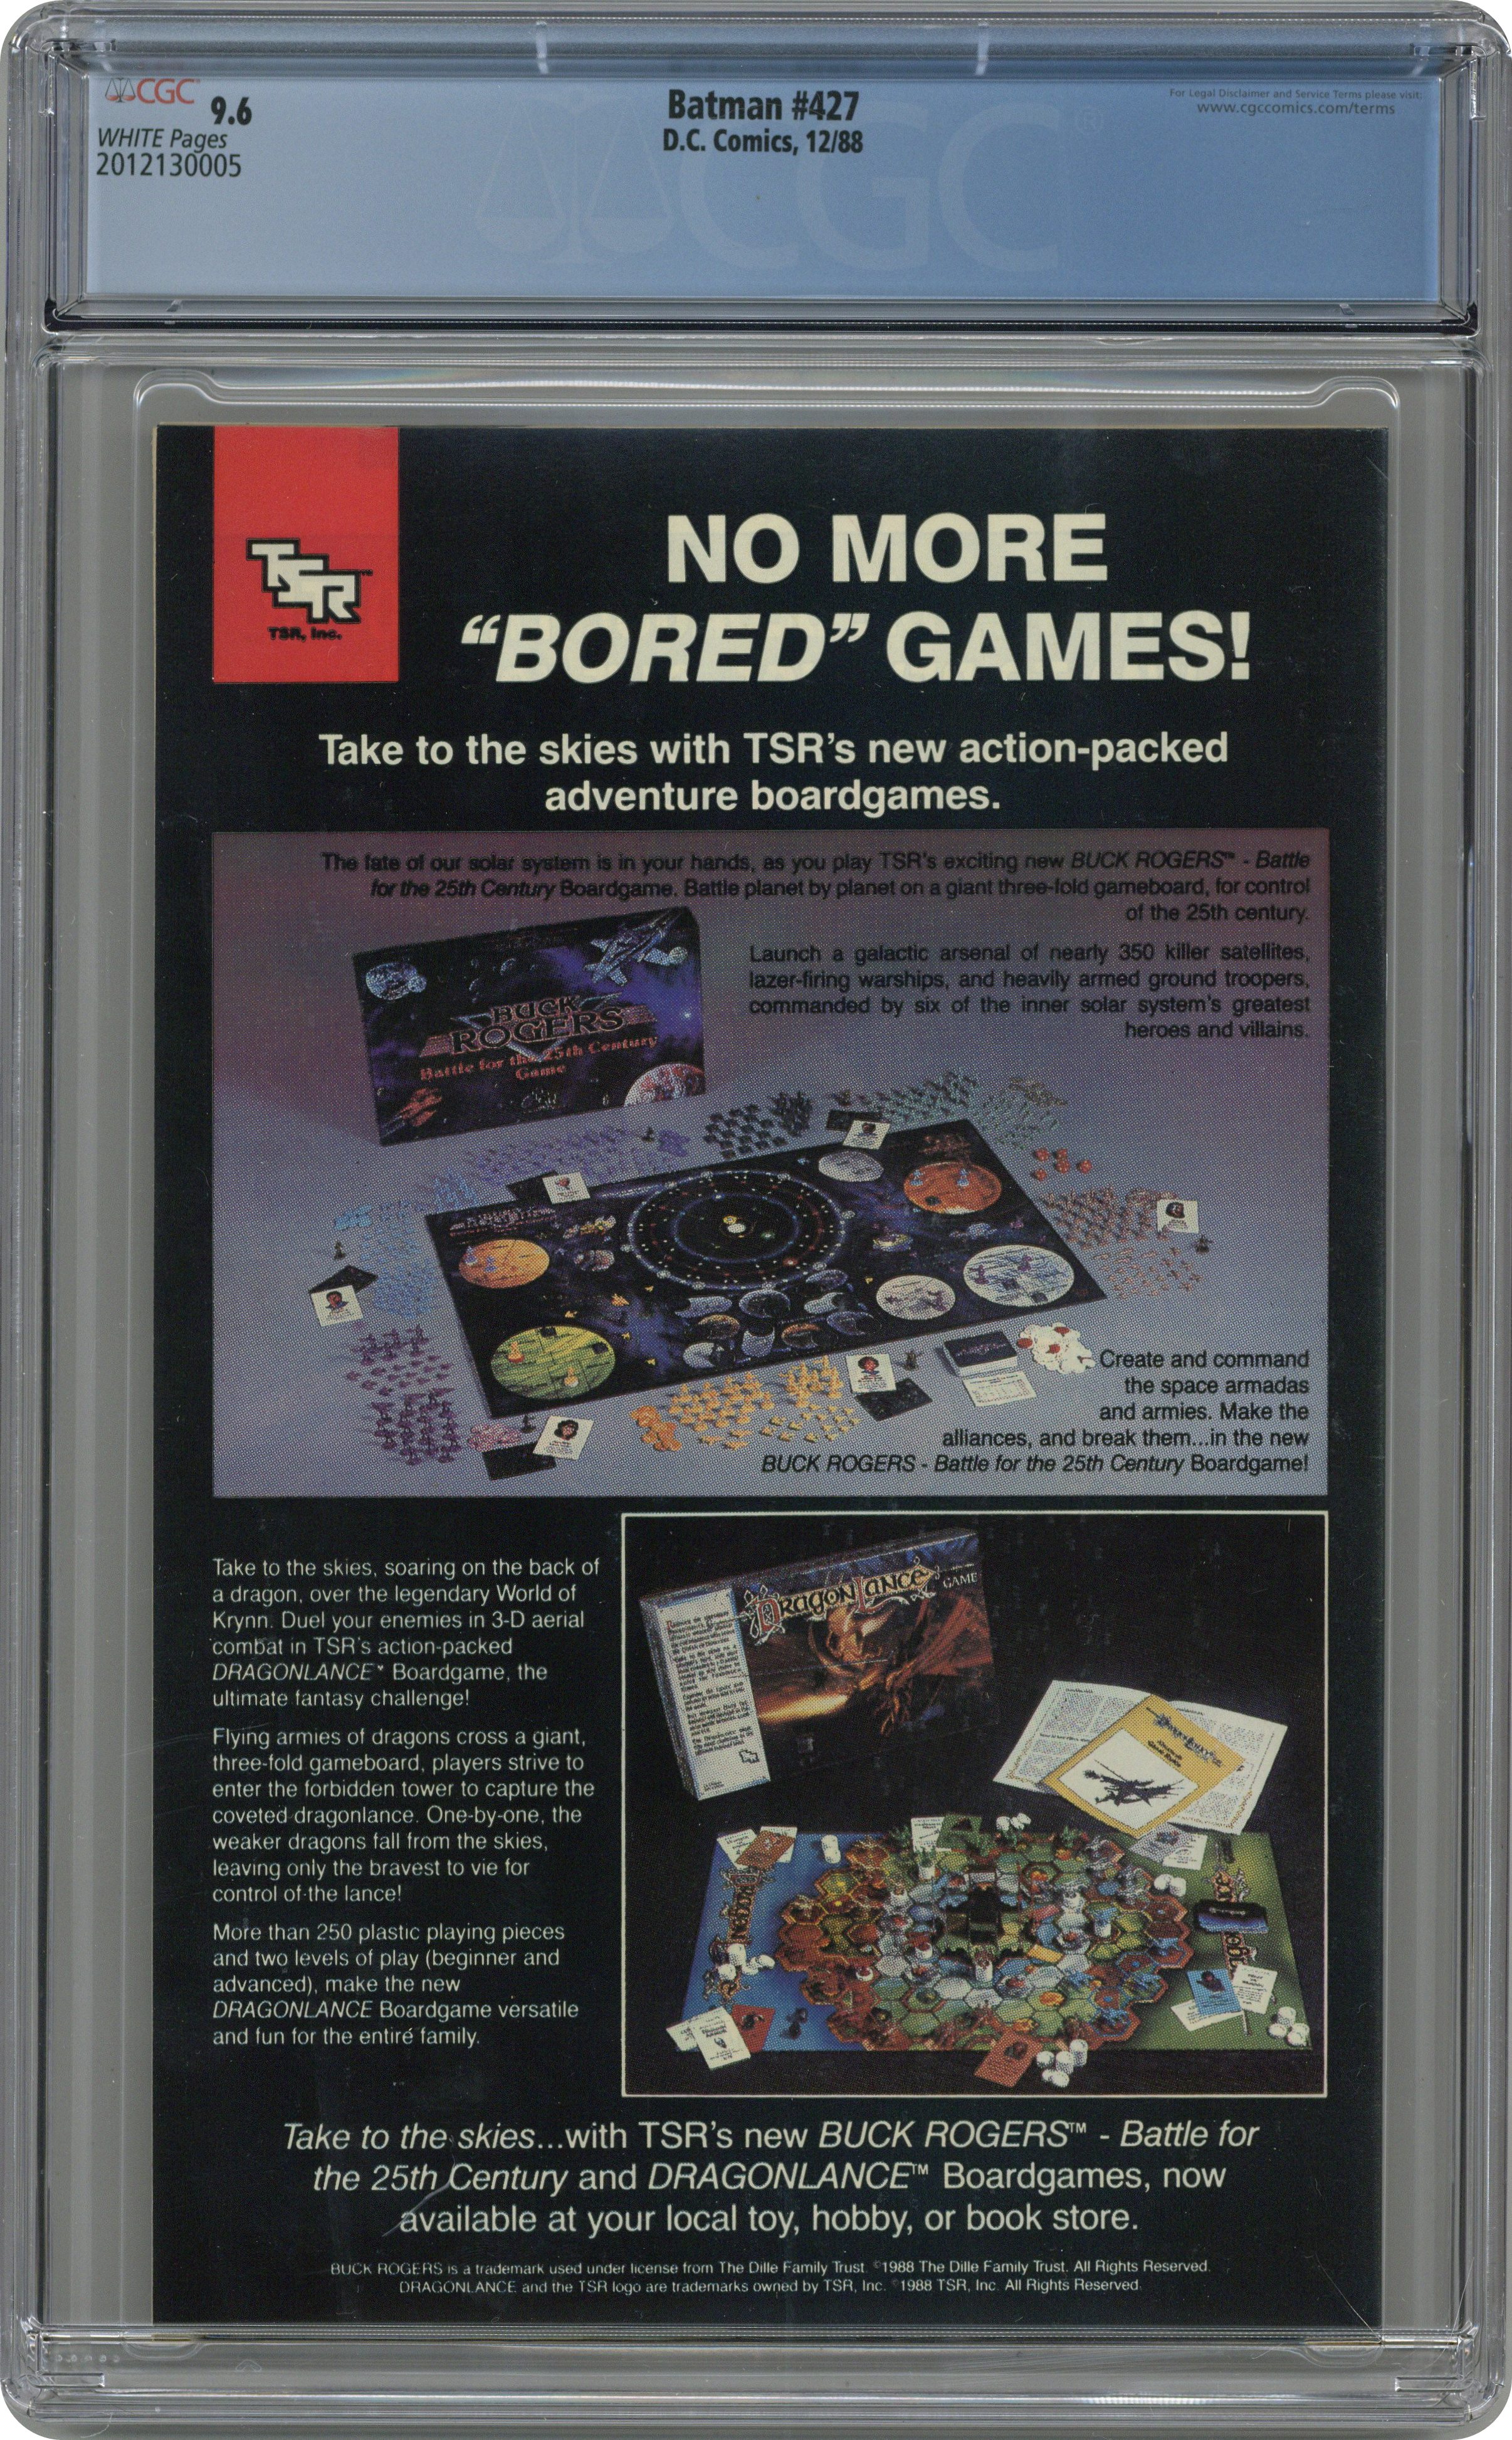 CGC
9.6
WHITE Pages
2012130005
Batman #427
D.C. Comics, 12/88
For Legal Disclaimer and Service Terms please visit:
www.cgccomics.com/terms
CGC®
TSR™
TSR, Inc.
NO MORE
“BORED” GAMES!
Take to the skies with TSR’s new action-packed
adventure boardgames.
The fate of our solar system is in your hands, as you play TSR’s exciting new BUCK ROGERS™ - Battle
for the 25th Century Boardgame. Battle planet by planet on a giant three-fold gameboard, for control
of the 25th century.
Launch a galactic arsenal of nearly 350 killer satellites,
lazer-firing warships, and heavily armed ground troopers,
commanded by six of the inner solar system’s greatest
heroes and villains.
BUCK
ROGERS
Battle for the 25th Century
Game
Create and command
the space armadas
and armies. Make the
alliances, and break them...in the new
BUCK ROGERS - Battle for the 25th Century Boardgame!
Take to the skies, soaring on the back of
a dragon, over the legendary World of
Krynn. Duel your enemies in 3-D aerial
combat in TSR’s action-packed
DRAGONLANCE™ Boardgame, the
ultimate fantasy challenge!
Flying armies of dragons cross a giant,
three-fold gameboard, players strive to
enter the forbidden tower to capture the
coveted dragonlance. One-by-one, the
weaker dragons fall from the skies,
leaving only the bravest to vie for
control of the lance!
More than 250 plastic playing pieces
and two levels of play (beginner and
advanced), make the new
DRAGONLANCE Boardgame versatile
and fun for the entire family.
DRAGONLANCE
GAME
Take to the skies...with TSR’s new BUCK ROGERS™ - Battle for
the 25th Century and DRAGONLANCE™ Boardgames, now
available at your local toy, hobby, or book store.
BUCK ROGERS is a trademark used under license from The Dille Family Trust. ©1988 The Dille Family Trust. All Rights Reserved.
DRAGONLANCE and the TSR logo are trademarks owned by TSR, Inc. ©1988 TSR, Inc. All Rights Reserved.